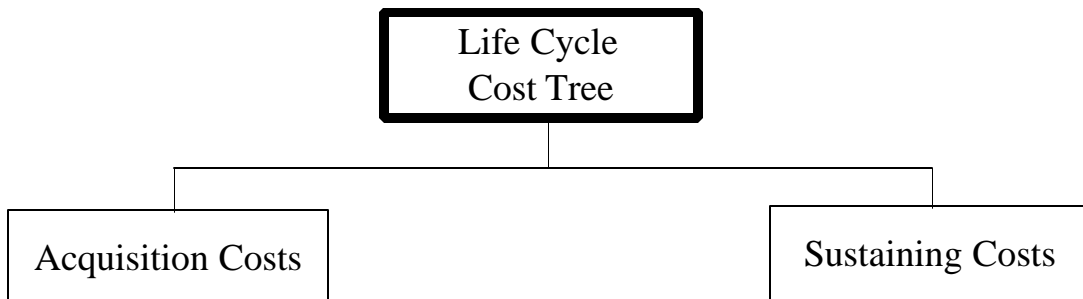 Life Cycle
Cost Tree
Acquisition Costs
Sustaining Costs